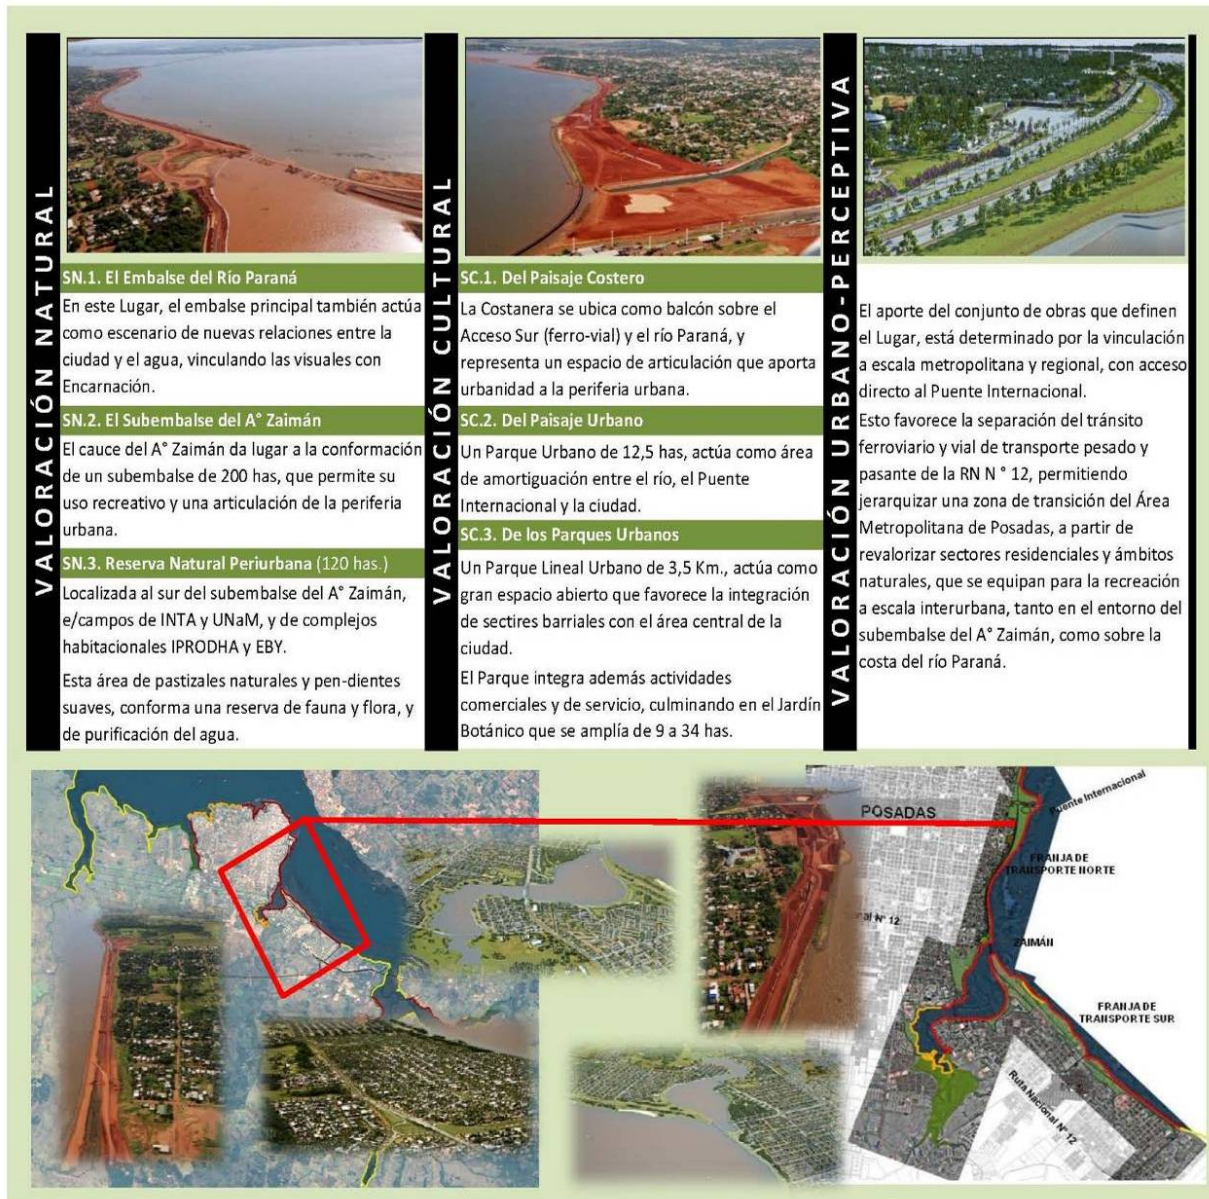 VALORACIÓN NATURAL
SN.1. El Embalse del Río Paraná
En este Lugar, el embalse principal también actúa
como escenario de nuevas relaciones entre la
ciudad y el agua, vinculando las visuales con
Encarnación.
SN.2. El Subembalse del A° Zaimán
El cauce del A° Zaimán da lugar a la conformación
de un subembalse de 200 has, que permite su
uso recreativo y una articulación de la periferia
urbana.
SN.3. Reserva Natural Periurbana (120 has.)
Localizada al sur del subembalse del A° Zaimán,
e/campos de INTA y UNaM, y de complejos
habitacionales IPRODHA y EBY.
Esta área de pastizales naturales y pen-dientes
suaves, conforma una reserva de fauna y flora, y
de purificación del agua.
VALORACIÓN CULTURAL
SC.1. Del Paisaje Costero
La Costanera se ubica como balcón sobre el
Acceso Sur (ferro-vial) y el río Paraná, y
representa un espacio de articulación que aporta
urbanidad a la periferia urbana.
SC.2. Del Paisaje Urbano
Un Parque Urbano de 12,5 has, actúa como área
de amortiguación entre el río, el Puente
Internacional y la ciudad.
SC.3. De los Parques Urbanos
Un Parque Lineal Urbano de 3,5 Km., actúa como
gran espacio abierto que favorece la integración
de sectires barriales con el área central de la
ciudad.
El Parque integra además actividades
comerciales y de servicio, culminando en el Jardín
Botánico que se amplía de 9 a 34 has.
VALORACIÓN URBANO-PERCEPTIVA
El aporte del conjunto de obras que definen
el Lugar, está determinado por la vinculación
a escala metropolitana y regional, con acceso
directo al Puente Internacional.
Esto favorece la separación del tránsito
ferroviario y vial de transporte pesado y
pasante de la RN N ° 12, permitiendo
jerarquizar una zona de transición del Área
Metropolitana de Posadas, a partir de
revalorizar sectores residenciales y ámbitos
naturales, que se equipan para la recreación
a escala interurbana, tanto en el entorno del
subembalse del A° Zaimán, como sobre la
costa del río Paraná.
POSADAS
Puente Internacional
FRANJA DE
TRANSPORTE NORTE
nal N° 12
ZAIMÁN
FRANJA DE
TRANSPORTE SUR
Ruta Nacional N° 12